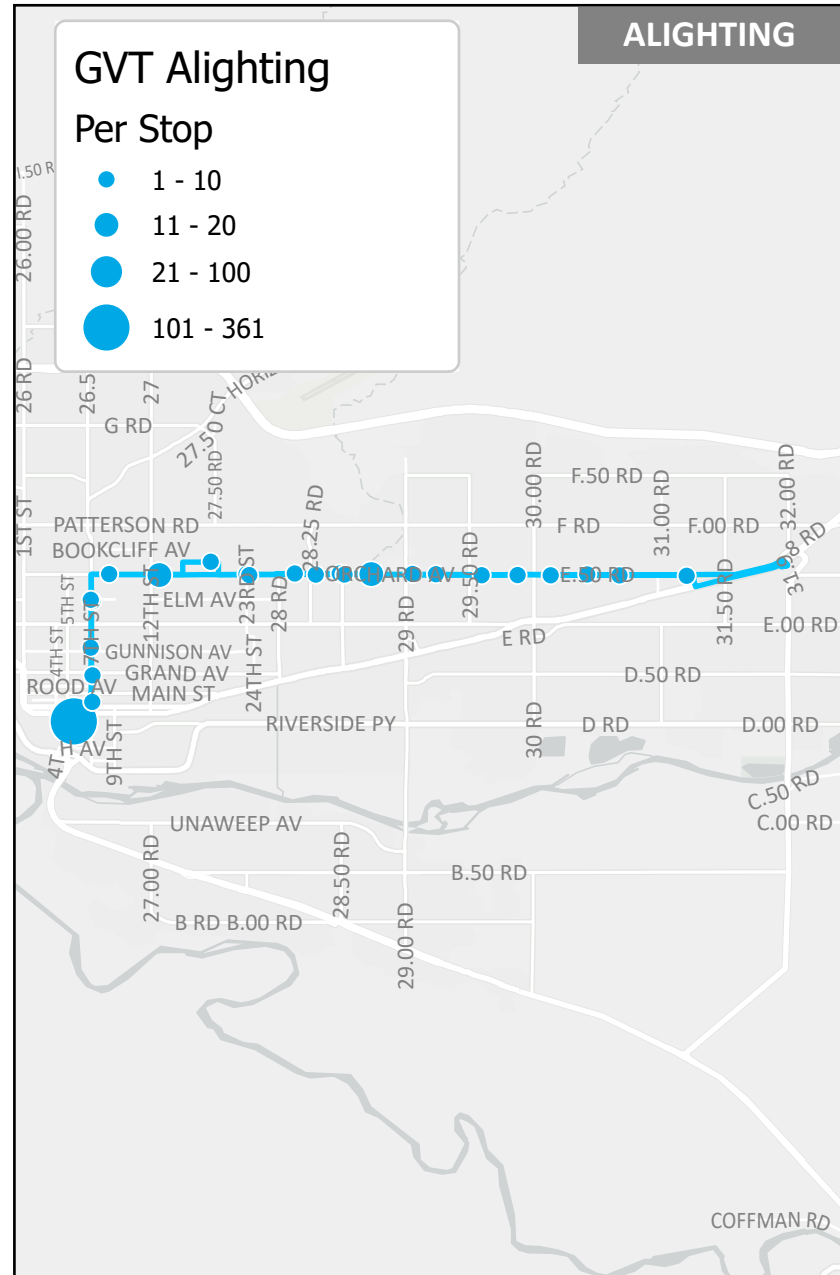 ALIGHTING
GVT Alighting
Per Stop
1 - 10
11 - 20
21 - 100
101 - 361
26.00 RD
26 RD
26.5
27
27.50 CT
G RD
27.50 RD
F.50 RD
30.00 RD
31.00 RD
32.00 RD
1ST ST
PATTERSON RD
28.25 RD
F RD
F.00 RD
BOOKCLIFF AV
ORCHARD AV
E.50 RD
31.98 RD
5TH ST
7TH ST
12TH ST
ELM AV
23RD ST
28 RD
29 RD
29.50 RD
31.50 RD
E.00 RD
E RD
4TH ST
GUNNISON AV
GRAND AV
24TH ST
D.50 RD
ROOD AV
MAIN ST
RIVERSIDE PY
30 RD
D RD
D.00 RD
9TH ST
C.50 RD
UNAWEEP AV
C.00 RD
27.00 RD
28.50 RD
B.50 RD
B RD
B.00 RD
29.00 RD
COFFMAN RD